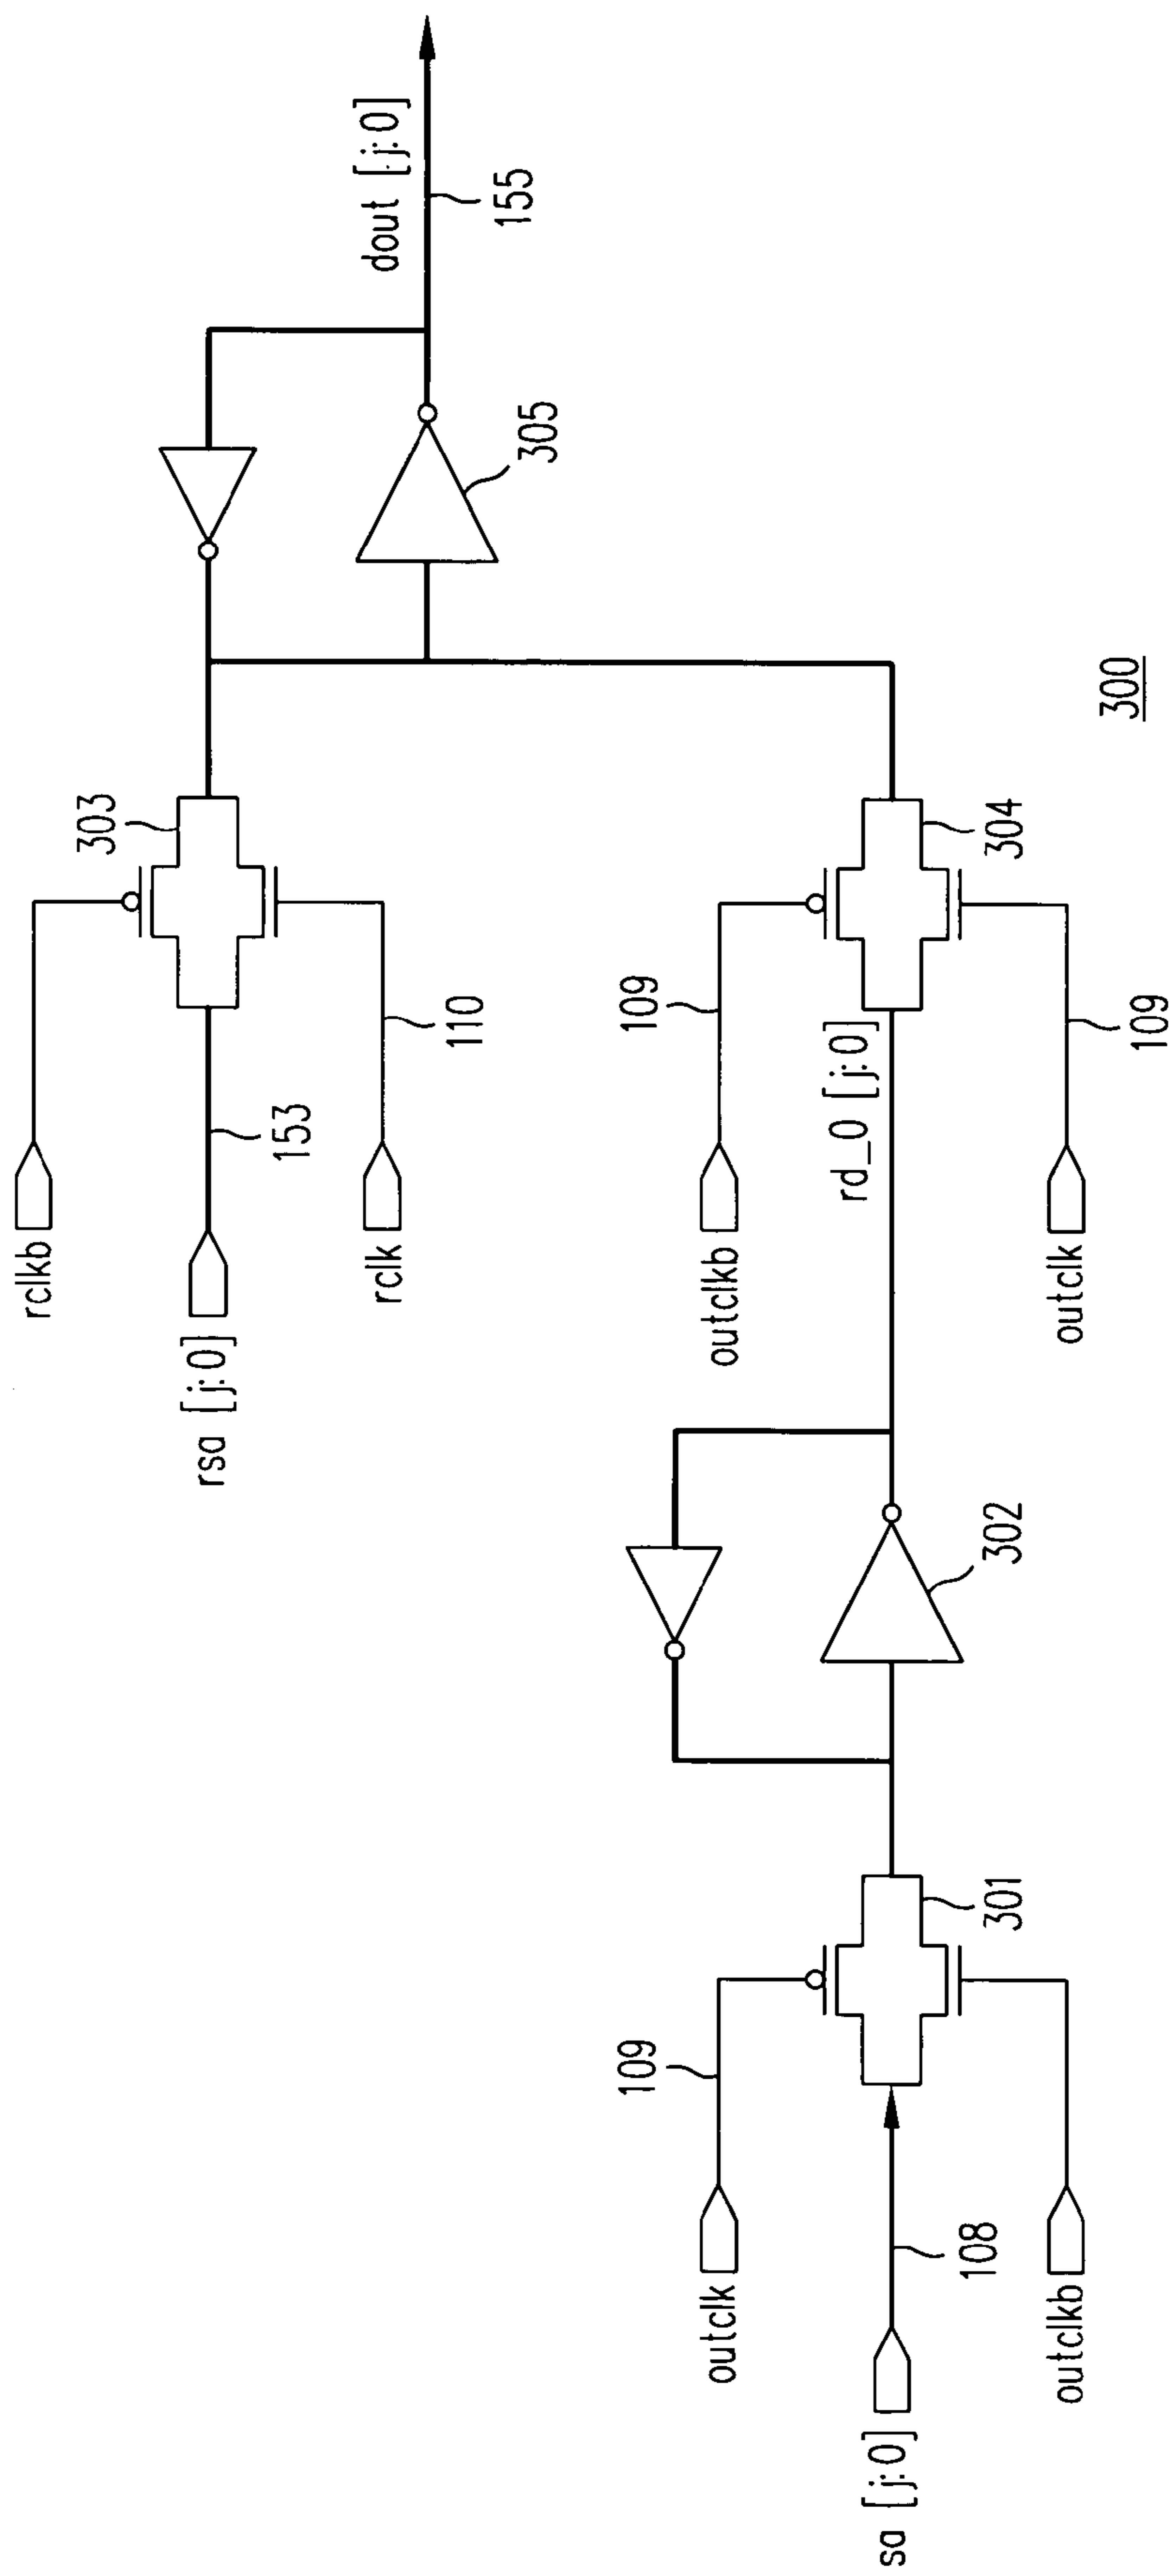 rclkb
303
rsa [j:0]
153
rclk
110
dout [j:0]
155
305
outclk
109
sa [j:0]
108
301
outclkb
302
outclkb
109
rd_0 [j:0]
304
outclk
109
300